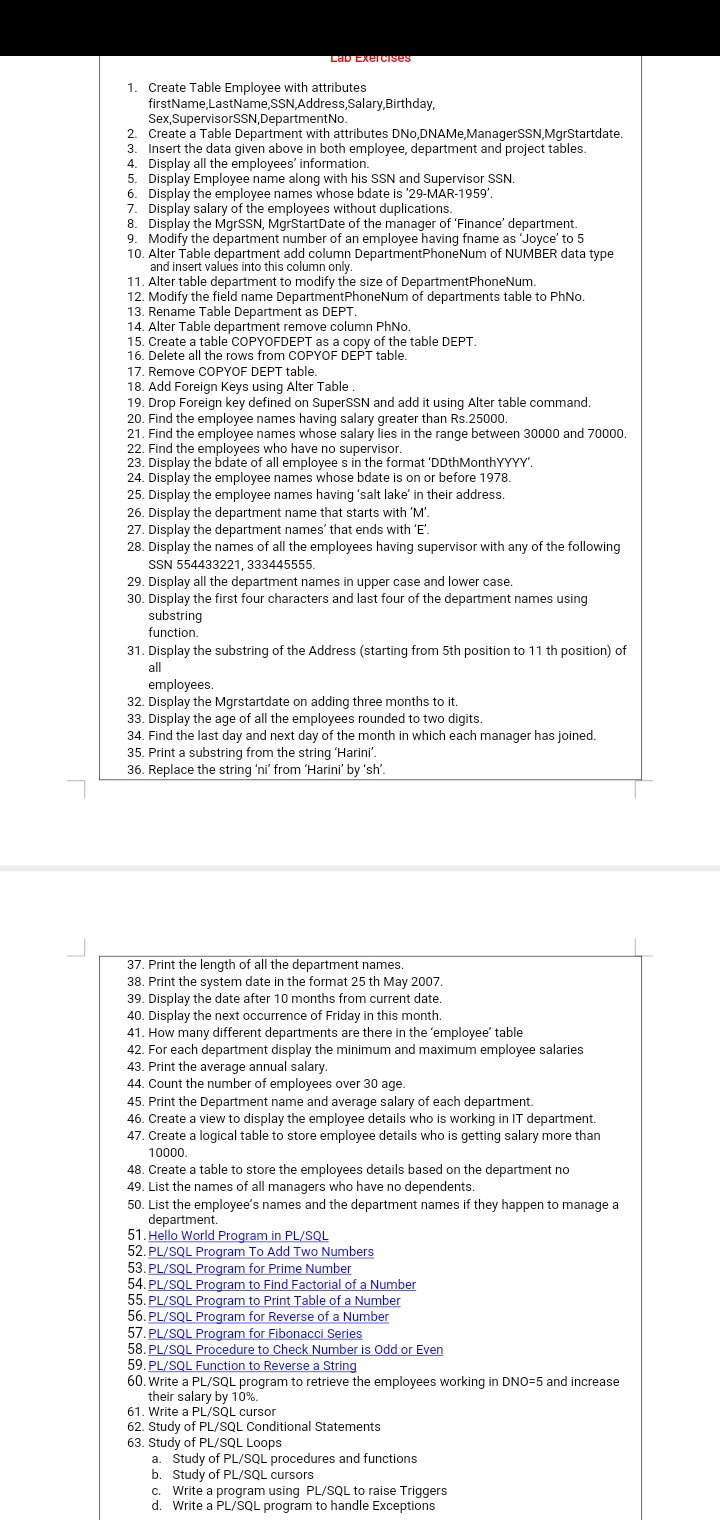 Lab Exercises
1. Create Table Employee with attributes
firstName,LastName,SSN,Address,Salary,Birthday,
Sex,SupervisorSSN,DepartmentNo.
2. Create a Table Department with attributes DNo,DNAMe,ManagerSSN,MgrStartdate.
3. Insert the data given above in both employee, department and project tables.
4. Display all the employees’ information.
5. Display Employee name along with his SSN and Supervisor SSN.
6. Display the employee names whose bdate is ’29-MAR-1959’.
7. Display salary of the employees without duplications.
8. Display the MgrSSN, MgrStartDate of the manager of ‘Finance’ department.
9. Modify the department number of an employee having fname as ‘Joyce’ to 5
10. Alter Table department add column DepartmentPhoneNum of NUMBER data type
and insert values into this column only.
11. Alter table department to modify the size of DepartmentPhoneNum.
12. Modify the field name DepartmentPhoneNum of departments table to PhNo.
13. Rename Table Department as DEPT.
14. Alter Table department remove column PhNo.
15. Create a table COPYOFDEPT as a copy of the table DEPT.
16. Delete all the rows from COPYOF DEPT table.
17. Remove COPYOF DEPT table.
18. Add Foreign Keys using Alter Table .
19. Drop Foreign key defined on SuperSSN and add it using Alter table command.
20. Find the employee names having salary greater than Rs.25000.
21. Find the employee names whose salary lies in the range between 30000 and 70000.
22. Find the employees who have no supervisor.
23. Display the bdate of all employee s in the format ‘DDthMonthYYYY’.
24. Display the employee names whose bdate is on or before 1978.
25. Display the employee names having ‘salt lake’ in their address.
26. Display the department name that starts with ’M’.
27. Display the department names’ that ends with ‘E’.
28. Display the names of all the employees having supervisor with any of the following
SSN 554433221, 333445555.
29. Display all the department names in upper case and lower case.
30. Display the first four characters and last four of the department names using
substring
function.
31. Display the substring of the Address (starting from 5th position to 11 th position) of
all
employees.
32. Display the Mgrstartdate on adding three months to it.
33. Display the age of all the employees rounded to two digits.
34. Find the last day and next day of the month in which each manager has joined.
35. Print a substring from the string ‘Harini’.
36. Replace the string ‘ni’ from ‘Harini’ by ‘sh’.
37. Print the length of all the department names.
38. Print the system date in the format 25 th May 2007.
39. Display the date after 10 months from current date.
40. Display the next occurrence of Friday in this month.
41. How many different departments are there in the ‘employee’ table
42. For each department display the minimum and maximum employee salaries
43. Print the average annual salary.
44. Count the number of employees over 30 age.
45. Print the Department name and average salary of each department.
46. Create a view to display the employee details who is working in IT department.
47. Create a logical table to store employee details who is getting salary more than
10000.
48. Create a table to store the employees details based on the department no
49. List the names of all managers who have no dependents.
50. List the employee’s names and the department names if they happen to manage a
department.
51. Hello World Program in PL/SQL
52. PL/SQL Program To Add Two Numbers
53. PL/SQL Program for Prime Number
54. PL/SQL Program to Find Factorial of a Number
55. PL/SQL Program to Print Table of a Number
56. PL/SQL Program for Reverse of a Number
57. PL/SQL Program for Fibonacci Series
58. PL/SQL Procedure to Check Number is Odd or Even
59. PL/SQL Function to Reverse a String
60. Write a PL/SQL program to retrieve the employees working in DNO=5 and increase
their salary by 10%.
61. Write a PL/SQL cursor
62. Study of PL/SQL Conditional Statements
63. Study of PL/SQL Loops
a. Study of PL/SQL procedures and functions
b. Study of PL/SQL cursors
c. Write a program using PL/SQL to raise Triggers
d. Write a PL/SQL program to handle Exceptions